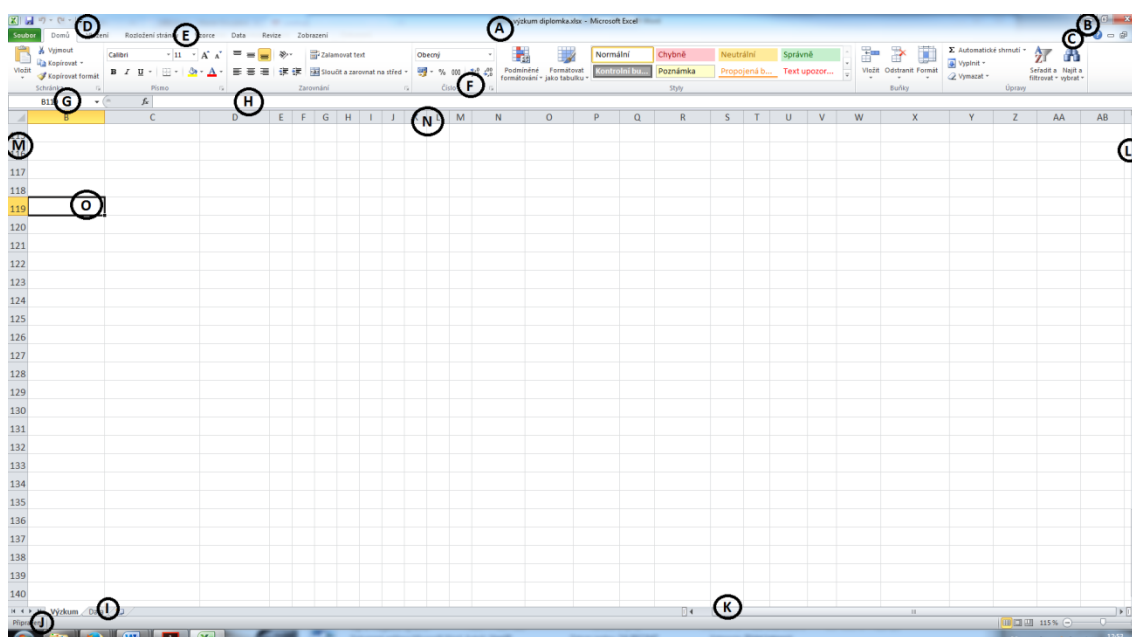 výzkum diplomka.xlsx – Microsoft Excel
A
B
D
Soubor Domů Rozložení stránky Data Revize Zobrazení
E
C
Vložit
Vyjmout
Kopírovat
Kopírovat formát
Schránka
Calibri 11
B I U
Písmo
Zalamovat text
Sloučit a zarovnat na střed
Zarovnání
Obecný
% 000
Číslo
F
Podmíněné formátování
Formátovat jako tabulku
Normální Chybně Neutrální Správně
Kontrolní bu... Poznámka Propojená b... Text upozor...
Styly
Vložit Odstranit Formát
Buňky
Σ Automatické shrnutí
Vyplnit
Vymazat
Seřadit a filtrovat
Najít a vybrat
Úpravy
G
fx
H
B C D E F G H I J N M N O P Q R S T U V W X Y Z AA AB
M
L
117
118
119
O
120
121
122
123
124
125
126
127
128
129
130
131
132
133
134
135
136
137
138
139
140
Výzkum
I
K
J
115 %